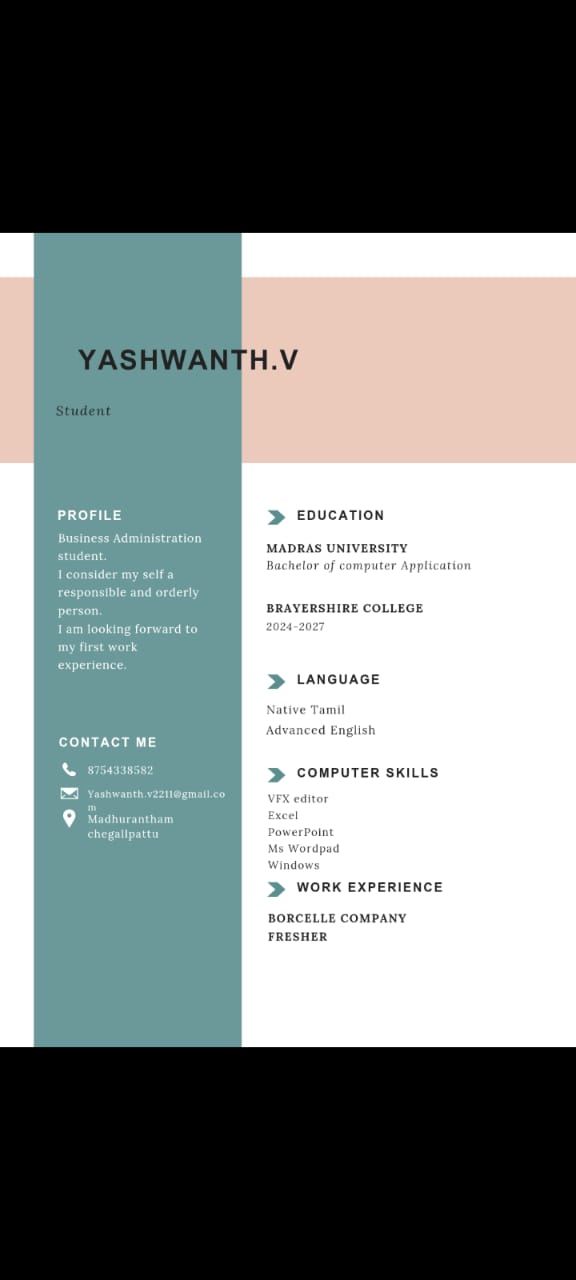 YASHWANTH.V
Student
PROFILE
Business Administration
student.
I consider my self a
responsible and orderly
person.
I am looking forward to
my first work
experience.
CONTACT ME
8754338582
Yashwanth.v2211@gmail.co
m
Madhurantham
chegallpattu
EDUCATION
MADRAS UNIVERSITY
Bachelor of computer Application
BRAYERSHIRE COLLEGE
2024-2027
LANGUAGE
Native Tamil
Advanced English
COMPUTER SKILLS
VFX editor
Excel
PowerPoint
Ms Wordpad
Windows
WORK EXPERIENCE
BORCELLE COMPANY
FRESHER